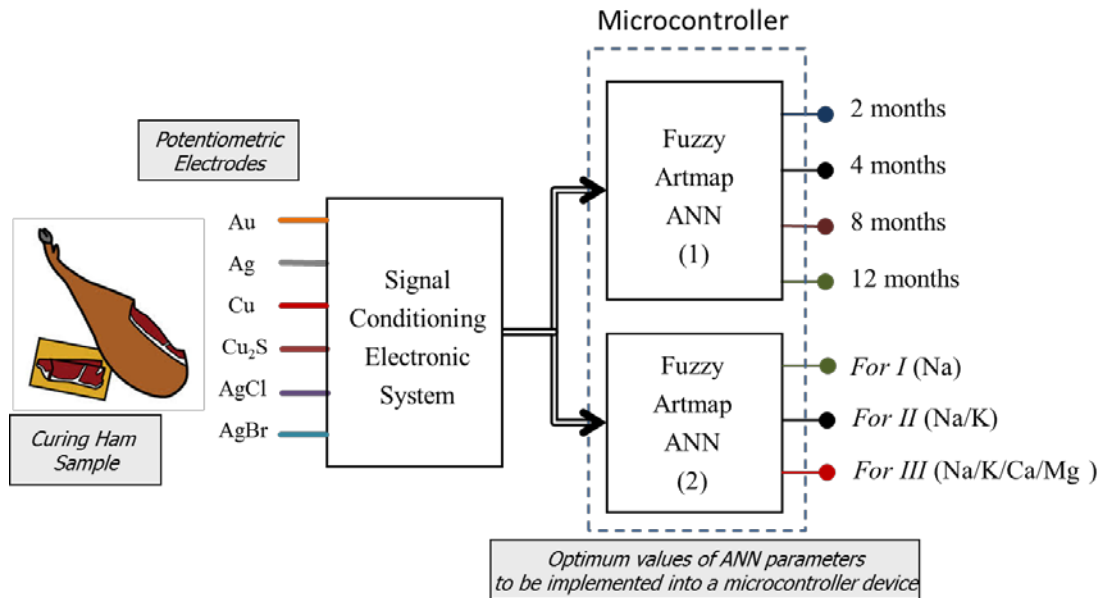 Microcontroller
Potentiometric
Electrodes
Au
Ag
Cu
Cu₂S
AgCl
AgBr
Curing Ham
Sample
Signal
Conditioning
Electronic
System
Fuzzy
Artmap
ANN
(1)
2 months
4 months
8 months
12 months
Fuzzy
Artmap
ANN
(2)
For I (Na)
For II (Na/K)
For III (Na/K/Ca/Mg )
Optimum values of ANN parameters
to be implemented into a microcontroller device